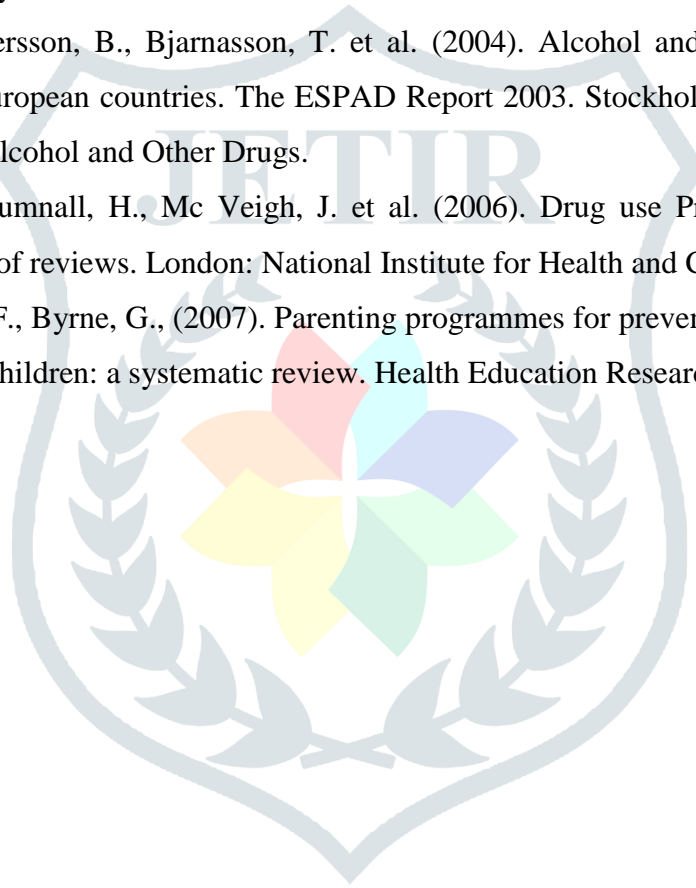 ersson, B., Bjarnasson, T. et al. (2004). Alcohol and
uropean countries. The ESPAD Report 2003. Stockhol
lcohol and Other Drugs.
umnall, H., Mc Veigh, J. et al. (2006). Drug use Pr
of reviews. London: National Institute for Health and C
F., Byrne, G., (2007). Parenting programmes for preven
hildren: a systematic review. Health Education Resear
JETIR